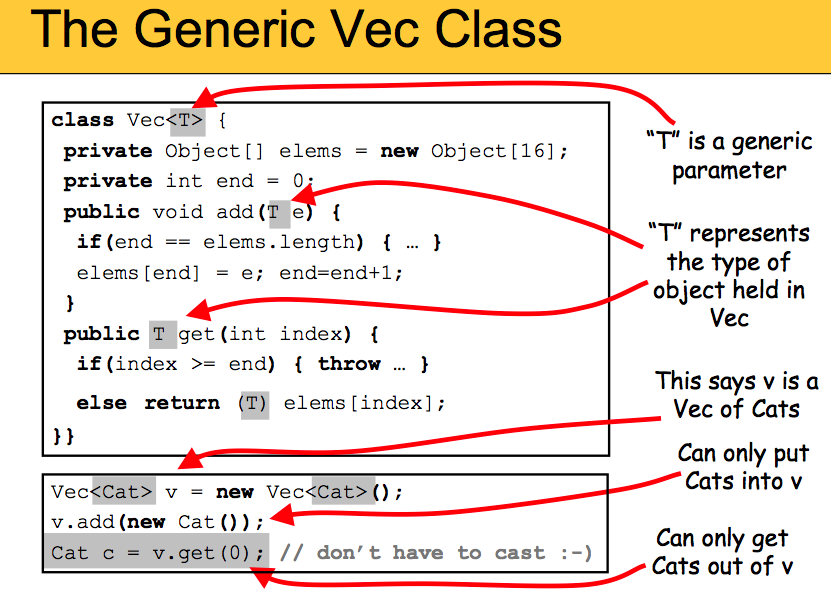 The Generic Vec Class
class Vec<T> {
private Object[] elems = new Object[16];
private int end = 0;
public void add(T e) {
if(end == elems.length) { … }
elems[end] = e; end=end+1;
}
public T get(int index) {
if(index >= end) { throw … }
else return (T) elems[index];
}}
“T” is a generic
parameter
“T” represents
the type of
object held in
Vec
This says v is a
Vec of Cats
Can only put
Cats into v
Can only get
Cats out of v
Vec<Cat> v = new Vec<Cat>();
v.add(new Cat());
Cat c = v.get(0); // don’t have to cast :-)